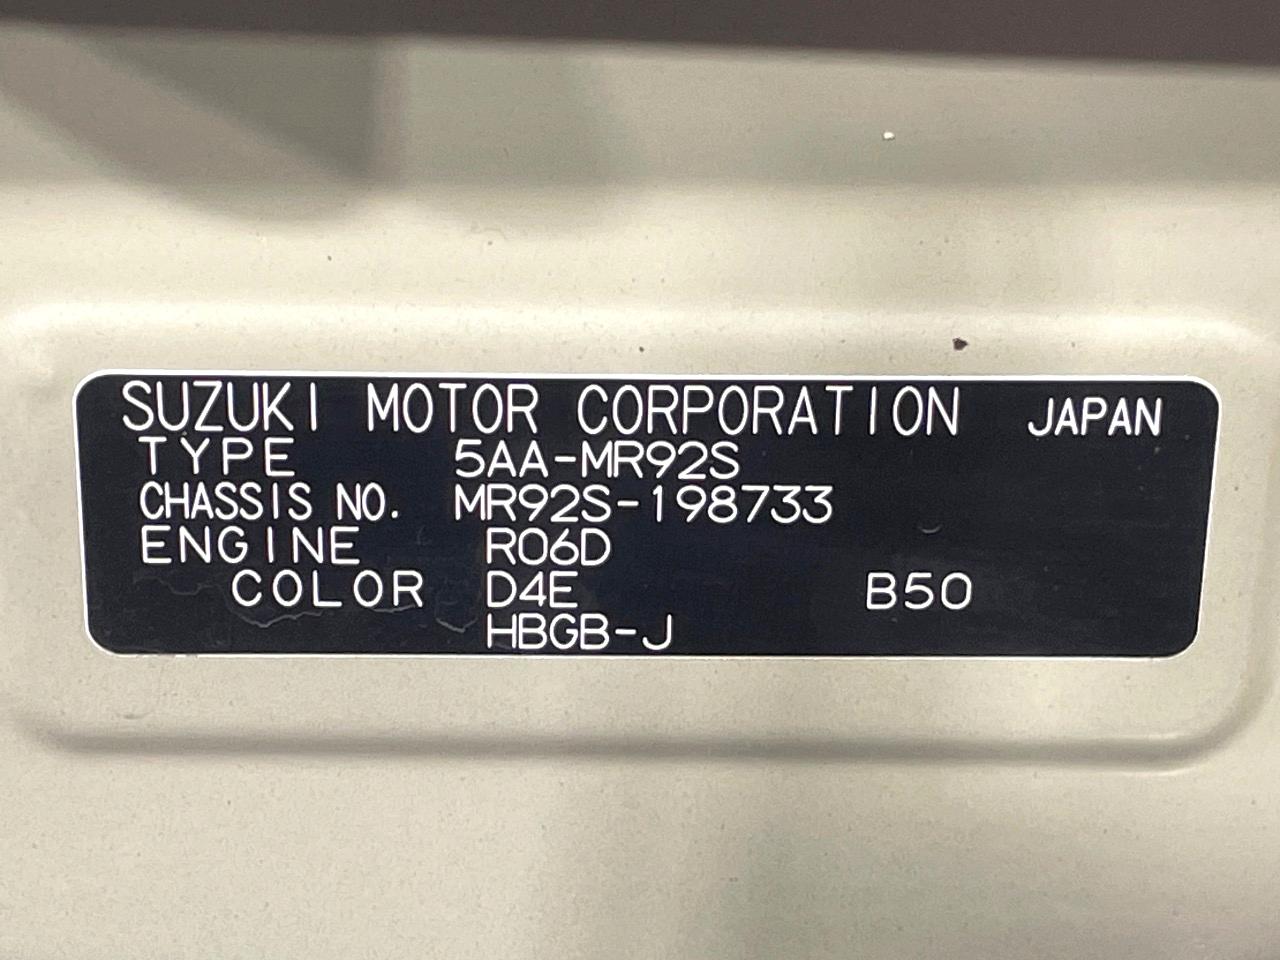 SUZUKI MOTOR CORPORATION JAPAN
TYPE 5AA-MR92S
CHASSIS NO. MR92S-198733
ENGINE R06D
COLOR D4E B50
HBGB-J